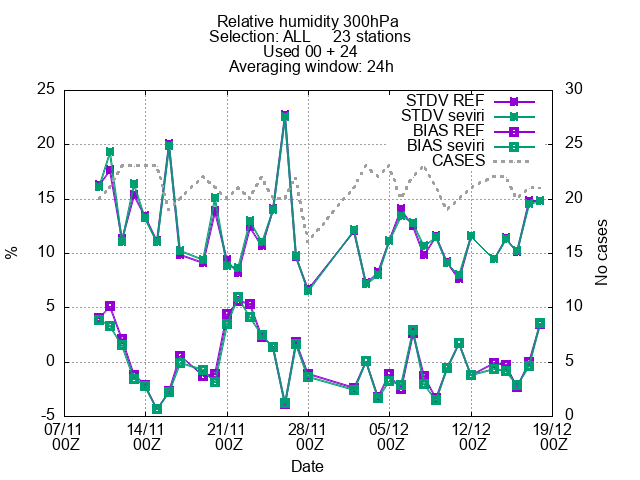 Relative humidity 300hPa
Selection: ALL     23 stations
Used 00 + 24
Averaging window: 24h
STDV REF
STDV seviri
BIAS REF
BIAS seviri
CASES
25
20
15
10
5
0
-5
%
30
25
20
15
10
5
0
No cases
07/11 14/11 21/11 28/11 05/12 12/12 19/12
00Z 00Z 00Z 00Z 00Z 00Z 00Z
Date